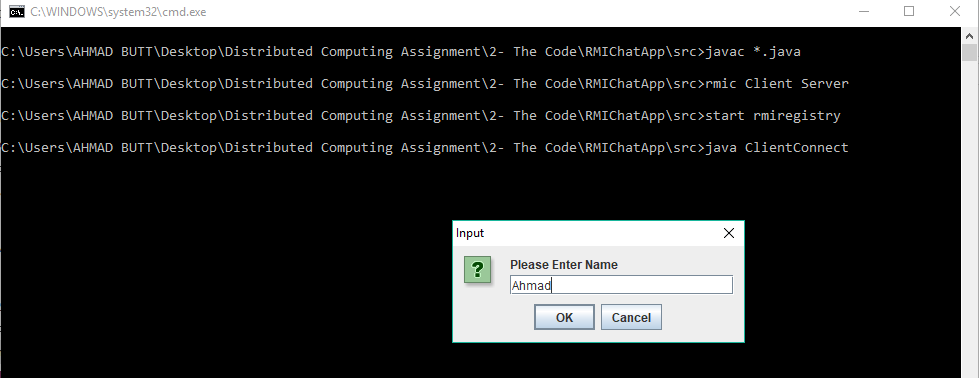 C:\WINDOWS\system32\cmd.exe
C:\Users\AHMAD BUTT\Desktop\Distributed Computing Assignment\2- The Code\RMIChatApp\src>javac *.java
C:\Users\AHMAD BUTT\Desktop\Distributed Computing Assignment\2- The Code\RMIChatApp\src>rmic Client Server
C:\Users\AHMAD BUTT\Desktop\Distributed Computing Assignment\2- The Code\RMIChatApp\src>start rmiregistry
C:\Users\AHMAD BUTT\Desktop\Distributed Computing Assignment\2- The Code\RMIChatApp\src>java ClientConnect
Input
Please Enter Name
Ahmad
OK Cancel